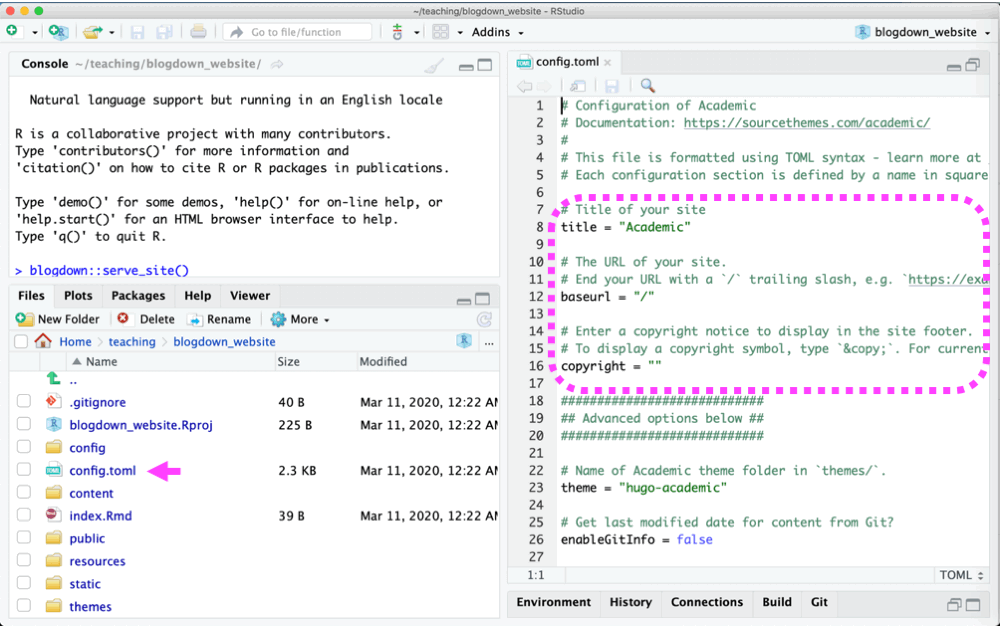 ~/teaching/blogdown_website - RStudio
Go to file/function
Addins
blogdown_website
Console ~/teaching/blogdown_website/
Natural language support but running in an English locale
R is a collaborative project with many contributors.
Type 'contributors()' for more information and
'citation()' on how to cite R or R packages in publications.
Type 'demo()' for some demos, 'help()' for on-line help, or
'help.start()' for an HTML browser interface to help.
Type 'q()' to quit R.
> blogdown::serve_site()
Files Plots Packages Help Viewer
New Folder Delete Rename More
Home teaching blogdown_website ...
Name Size Modified
..
.gitignore 40 B Mar 11, 2020, 12:22 AM
blogdown_website.Rproj 225 B Mar 11, 2020, 12:22 AM
config
config.toml 2.3 KB Mar 11, 2020, 12:22 AM
content
index.Rmd 39 B Mar 11, 2020, 12:22 AM
public
resources
static
themes
config.toml
1 # Configuration of Academic
2 # Documentation: https://sourcethemes.com/academic/
3 #
4 # This file is formatted using TOML syntax - learn more at
5 # Each configuration section is defined by a name in square
6
7 # Title of your site
8 title = "Academic"
9
10 # The URL of your site.
11 # End your URL with a `/` trailing slash, e.g. `https://exa
12 baseurl = "/"
13
14 # Enter a copyright notice to display in the site footer.
15 # To display a copyright symbol, type `&copy;`. For current
16 copyright = ""
17
18 ############################
19 ## Advanced options below ##
20 ############################
21
22 # Name of Academic theme folder in `themes/`.
23 theme = "hugo-academic"
24
25 # Get last modified date for content from Git?
26 enableGitInfo = false
27
1:1 TOML
Environment History Connections Build Git